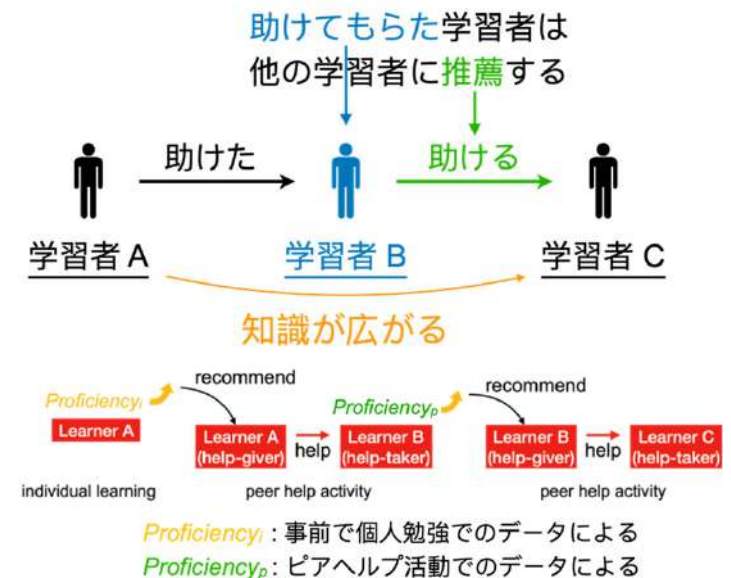 助けてもらった学習者は
他の学習者に推薦する
助けた
助ける
学習者 A
学習者 B
学習者 C
知識が広がる
Proficiencyᵢ
recommend
Learner A
Learner A
(help-giver)
help
Learner B
(help-taker)
Proficiencyₚ
recommend
Learner B
(help-giver)
help
Learner C
(help-taker)
individual learning
peer help activity
peer help activity
Proficiencyᵢ : 事前で個人勉強でのデータによる
Proficiencyₚ : ピアヘルプ活動でのデータによる